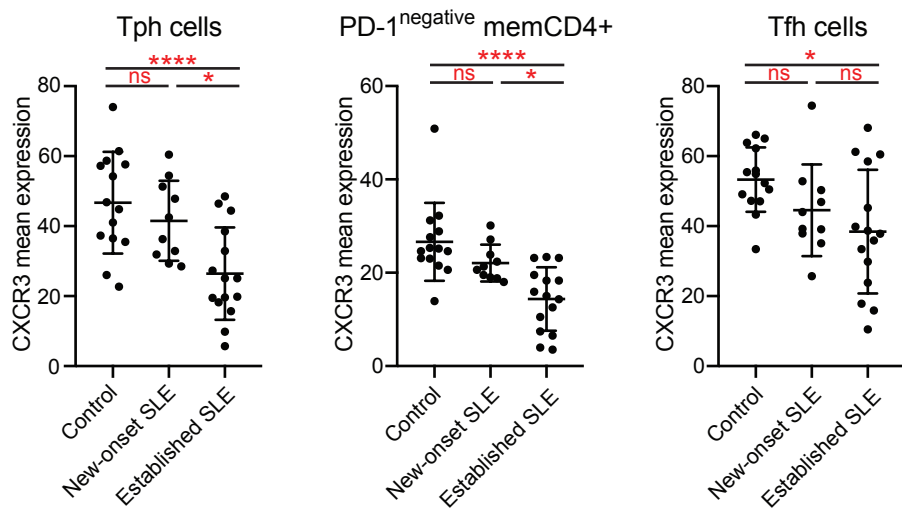 Tph cells
****
ns *
CXCR3 mean expression
80
60
40
20
0
Control
New-onset SLE
Established SLE
PD-1negative memCD4+
****
ns *
CXCR3 mean expression
60
40
20
0
Control
New-onset SLE
Established SLE
Tfh cells
*
ns ns
CXCR3 mean expression
80
60
40
20
0
Control
New-onset SLE
Established SLE